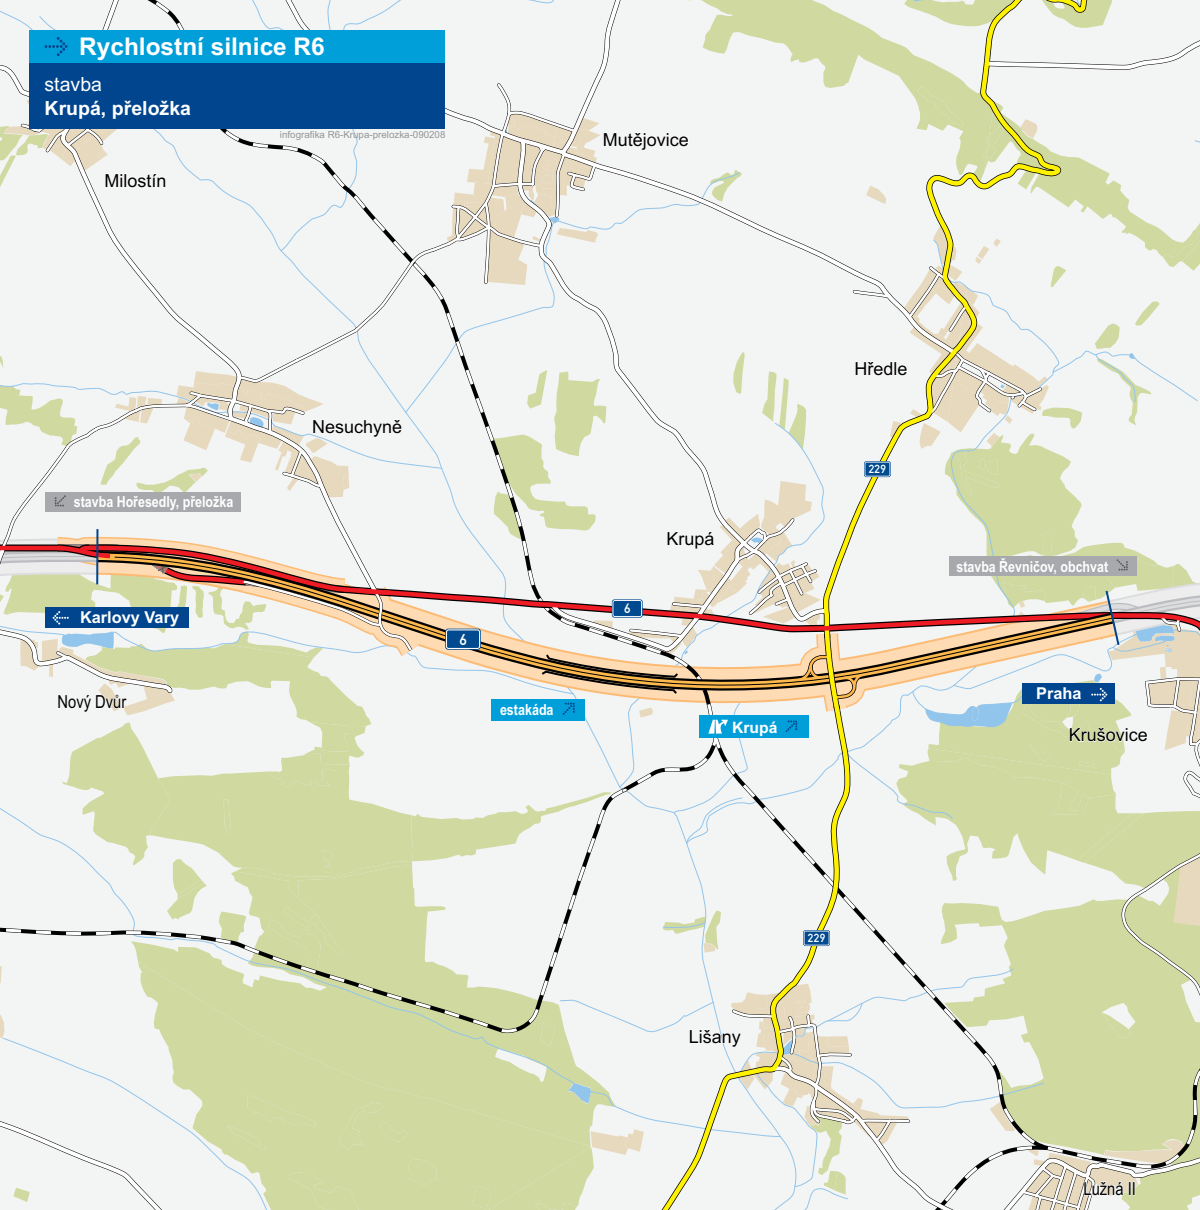 Rychlostní silnice R6
stavba
Krupá, přeložka
infografika R6-Krupa-prelozka-090208
Mutějovice
Milostín
Hředle
Nesuchyně
229
stavba Hořesedly, přeložka
Krupá
stavba Řevničov, obchvat
6
Karlovy Vary
6
Praha
Nový Dvůr
estakáda
Krupá
Krušovice
229
Lišany
Lužná II